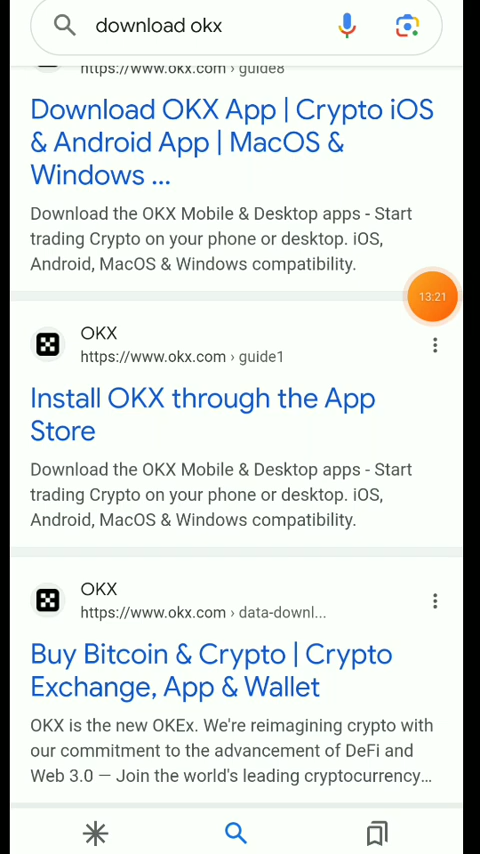 download okx
https://www.okx.com › guide8
Download OKX App | Crypto iOS
& Android App | MacOS &
Windows ...
Download the OKX Mobile & Desktop apps - Start
trading Crypto on your phone or desktop. iOS,
Android, MacOS & Windows compatibility.
13:21
OKX
https://www.okx.com › guide1
Install OKX through the App
Store
Download the OKX Mobile & Desktop apps - Start
trading Crypto on your phone or desktop. iOS,
Android, MacOS & Windows compatibility.
OKX
https://www.okx.com › data-downl...
Buy Bitcoin & Crypto | Crypto
Exchange, App & Wallet
OKX is the new OKEx. We're reimagining crypto with
our commitment to the advancement of DeFi and
Web 3.0 — Join the world's leading cryptocurrency...